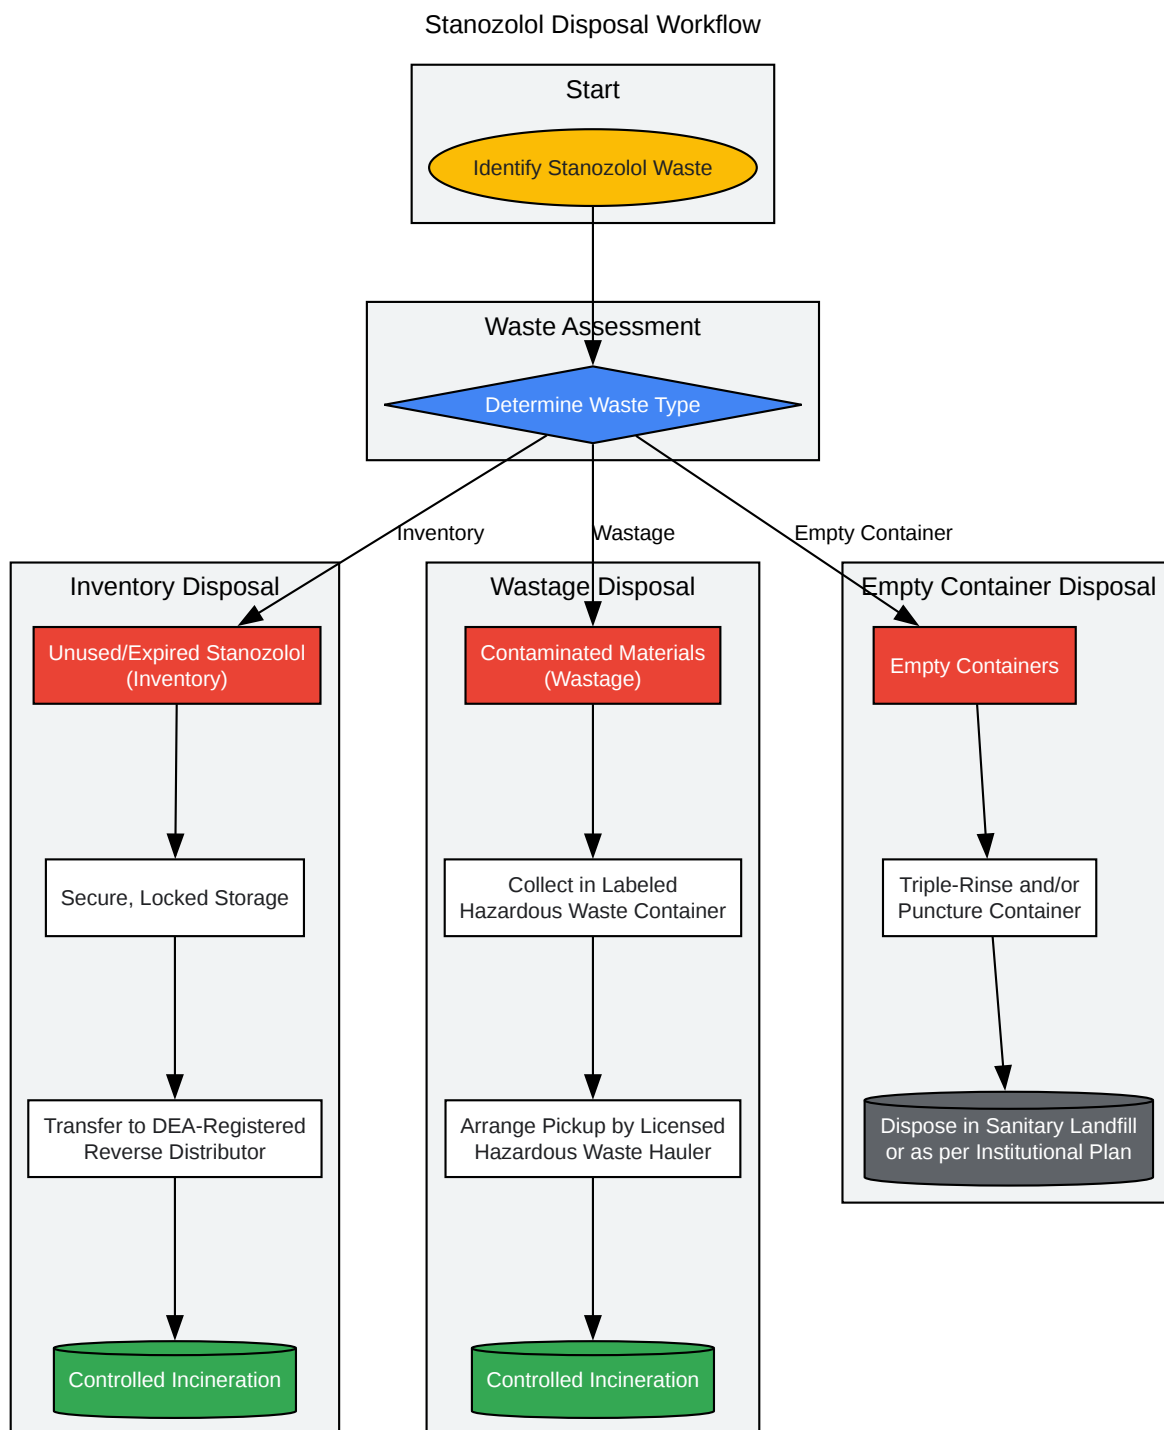 Stanozolol Disposal Workflow
Start
Identify Stanozolol Waste
Waste Assessment
Determine Waste Type
Inventory
Wastage
Empty Container
Inventory Disposal
Unused/Expired Stanozolol
(Inventory)
Secure, Locked Storage
Transfer to DEA-Registered
Reverse Distributor
Controlled Incineration
Wastage Disposal
Contaminated Materials
(Wastage)
Collect in Labeled
Hazardous Waste Container
Arrange Pickup by Licensed
Hazardous Waste Hauler
Controlled Incineration
Empty Container Disposal
Empty Containers
Triple-Rinse and/or
Puncture Container
Dispose in Sanitary Landfill
or as per Institutional Plan